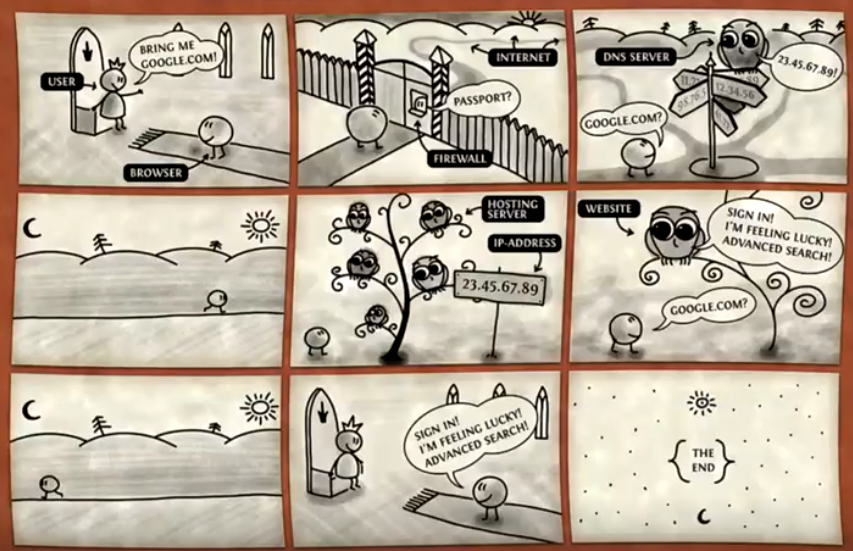 BRING ME
GOOGLE.COM!
USER
BROWSER
INTERNET
PASSPORT?
FIREWALL
DNS SERVER
23.45.67.89!
12.34.56
GOOGLE.COM?
HOSTING
SERVER
IP-ADDRESS
23.45.67.89
WEBSITE
SIGN IN!
I'M FEELING LUCKY!
ADVANCED SEARCH!
GOOGLE.COM?
SIGN IN!
I'M FEELING LUCKY!
ADVANCED SEARCH!
THE
END